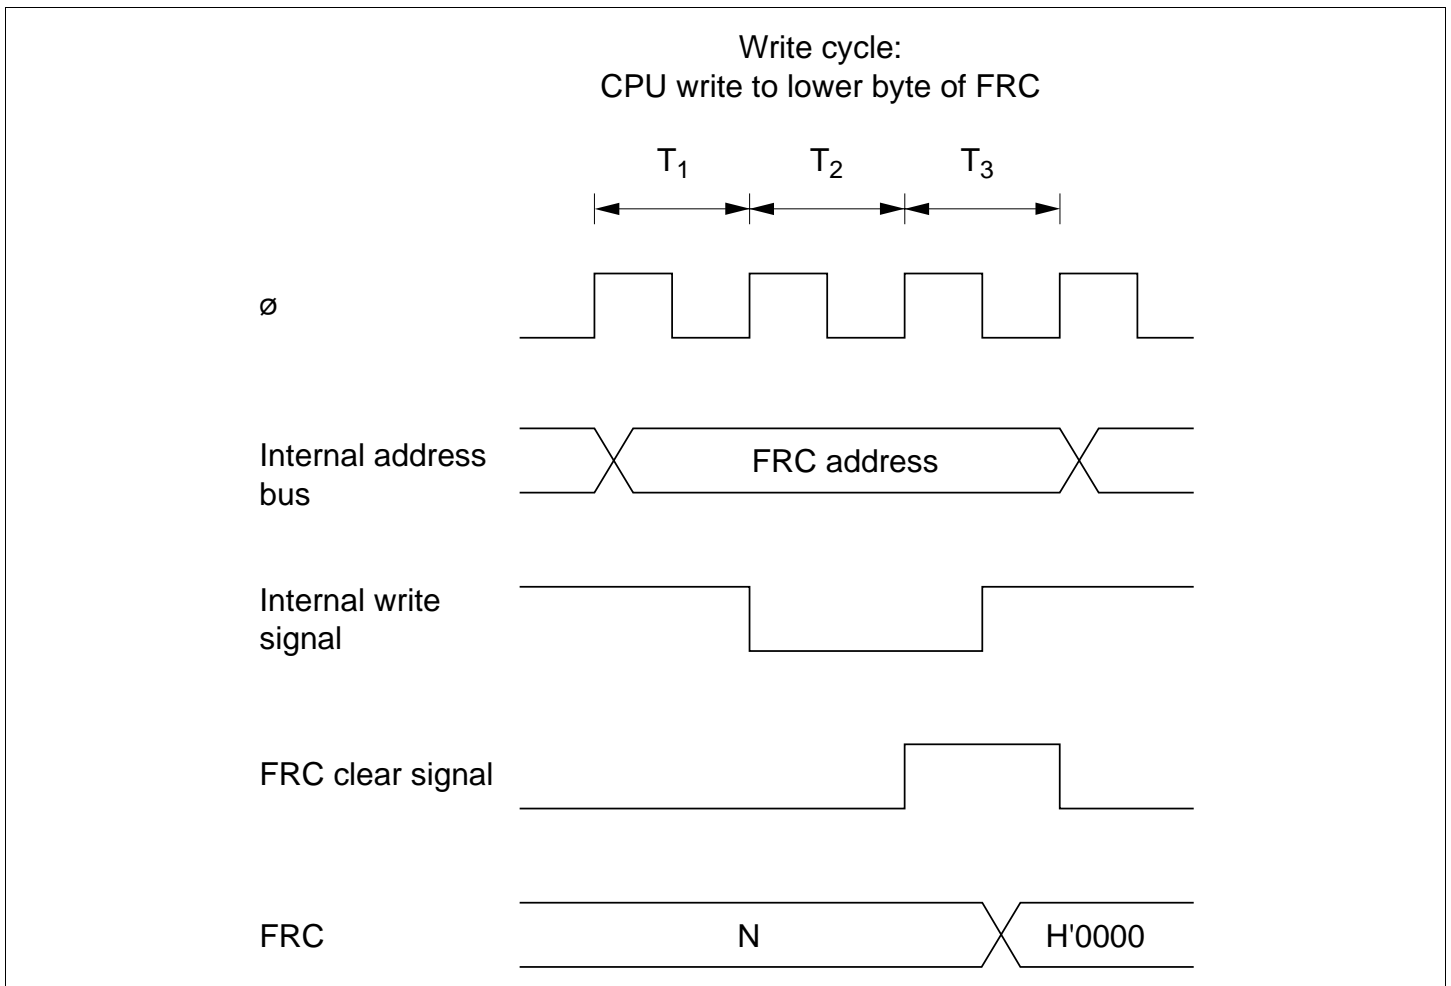 Write cycle:
CPU write to lower byte of FRC
T1 T2 T3
ø
Internal address
bus
FRC address
Internal write
signal
FRC clear signal
FRC N H'0000